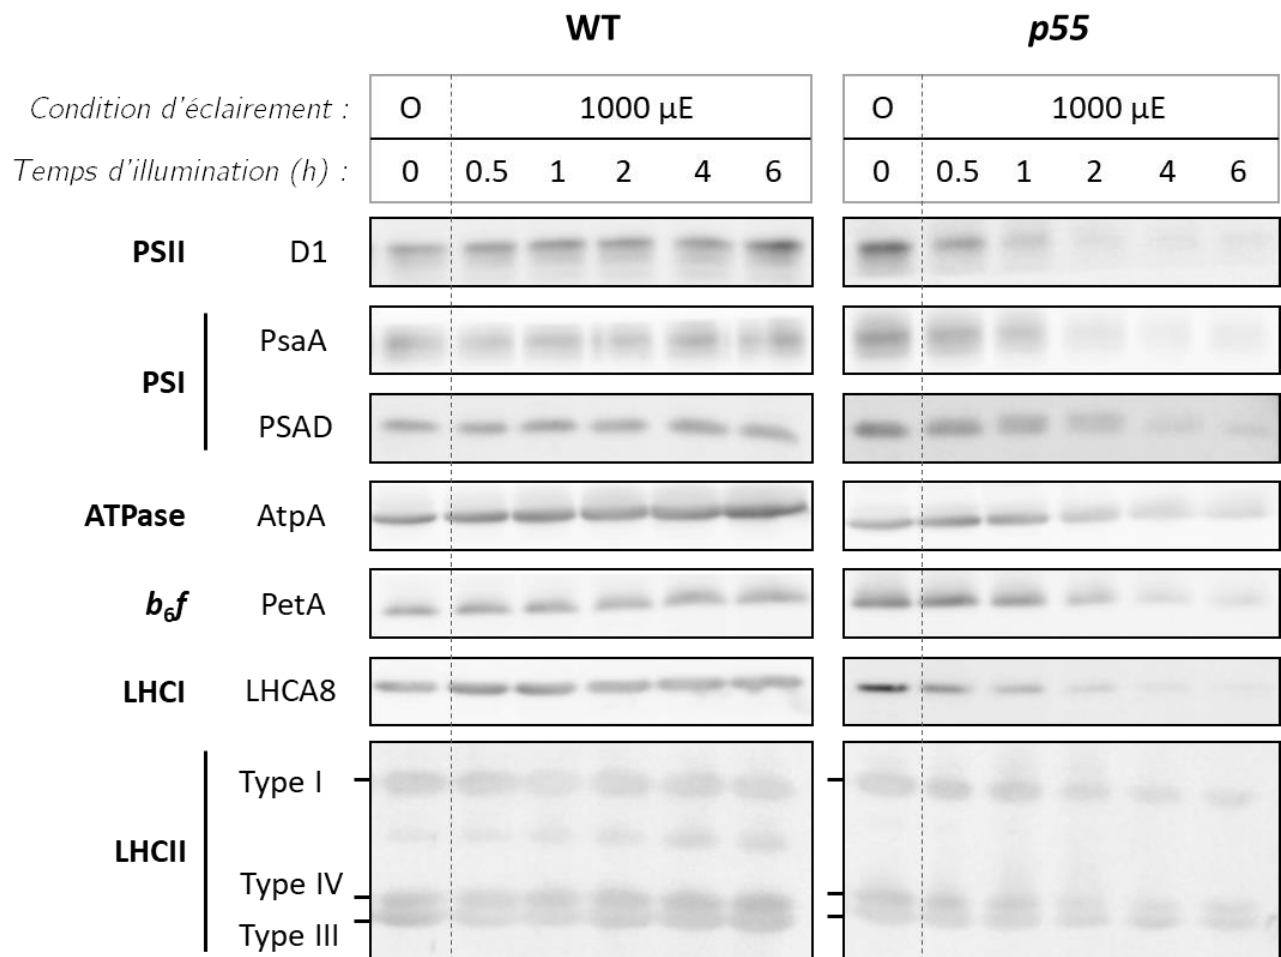 WT p55
Condition d'éclairement : O 1000 µE O 1000 µE
Temps d'illumination (h) : 0 0.5 1 2 4 6 0 0.5 1 2 4 6
PSII D1
PsaA
PSI
PSAD
ATPase AtpA
b₆f PetA
LHCI LHCA8
Type I
LHCII
Type IV
Type III